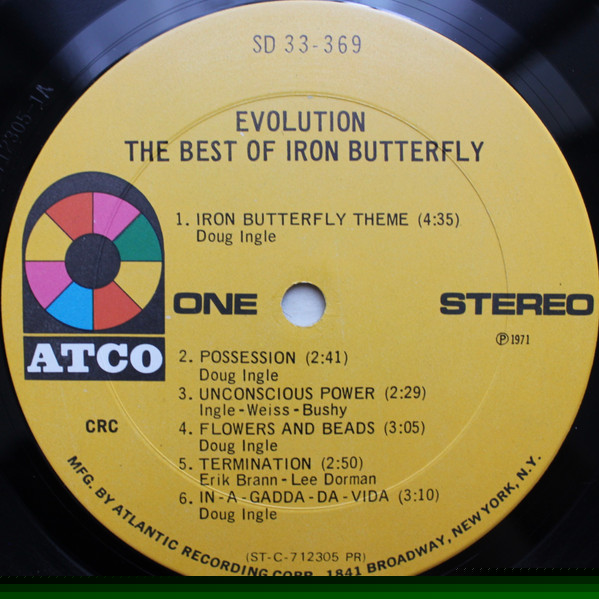 SD 33-369
EVOLUTION
THE BEST OF IRON BUTTERFLY
1. IRON BUTTERFLY THEME (4:35)
Doug Ingle
ATCO
ONE
STEREO
℗ 1971
2. POSSESSION (2:41)
Doug Ingle
3. UNCONSCIOUS POWER (2:29)
Ingle-Weiss-Bushy
4. FLOWERS AND BEADS (3:05)
Doug Ingle
5. TERMINATION (2:50)
Erik Brann-Lee Dorman
6. IN-A-GADDA-DA-VIDA (3:10)
Doug Ingle
CRC
(ST-C-712305 PR)
MFG. BY ATLANTIC RECORDING CORP. 1841 BROADWAY, NEW YORK, N.Y.